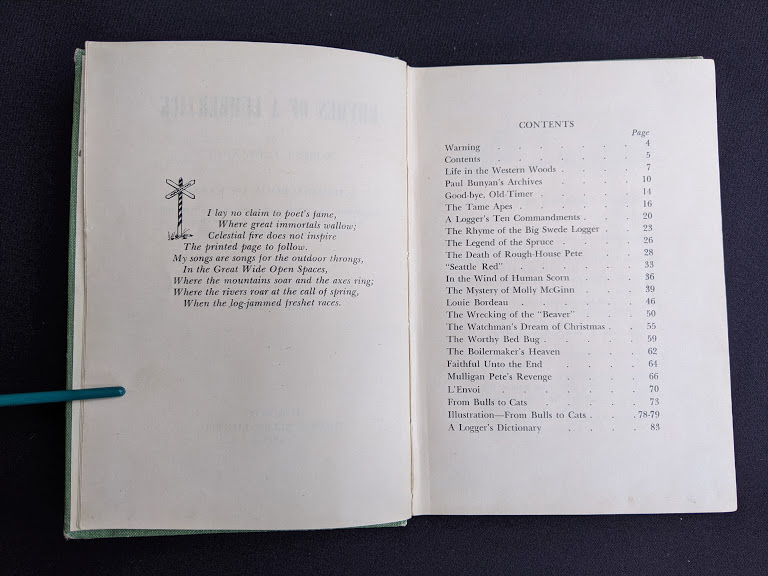 I lay no claim to poet's fame,
Where great immortals wallow;
Celestial fire does not inspire
The printed page to follow.
My songs are songs for the outdoor throngs,
In the Great Wide Open Spaces,
Where the mountains soar and the axes ring;
Where the rivers roar at the call of spring,
When the log-jammed freshet races.
CONTENTS
Page
Warning . . . . . . . 4
Contents . . . . . . . 5
Life in the Western Woods . . . . 7
Paul Bunyan's Archives . . . . 10
Good-bye, Old-Timer . . . . . 14
The Tame Apes . . . . . . 16
A Logger's Ten Commandments . . . 20
The Rhyme of the Big Swede Logger . . . 23
The Legend of the Spruce . . . . 26
The Death of Rough-House Pete . . 28
"Seattle Red" . . . . . . 33
In the Wind of Human Scorn . . . 36
The Mystery of Molly McGinn . . . 39
Louie Bordeau . . . . . . 46
The Wrecking of the "Beaver" . . . 50
The Watchman's Dream of Christmas . . 55
The Worthy Bed Bug . . . . . 59
The Boilermaker's Heaven . . . . 62
Faithful Unto the End . . . . 64
Mulligan Pete's Revenge . . . . 66
L'Envoi . . . . . . . 70
From Bulls to Cats . . . . . 73
Illustration—From Bulls to Cats . . . 78-79
A Logger's Dictionary . . . . 83